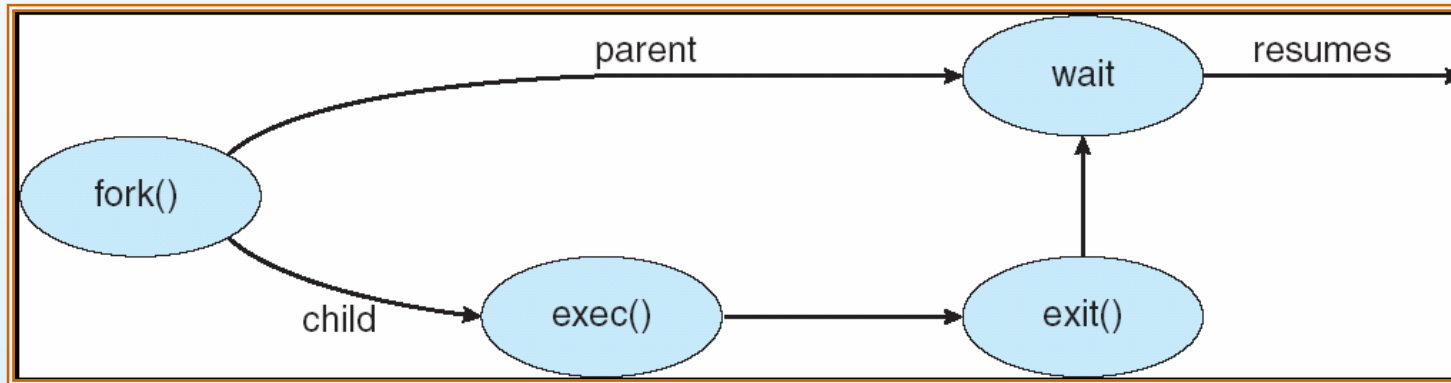 parent
wait
resumes
fork()
child
exec()
exit()